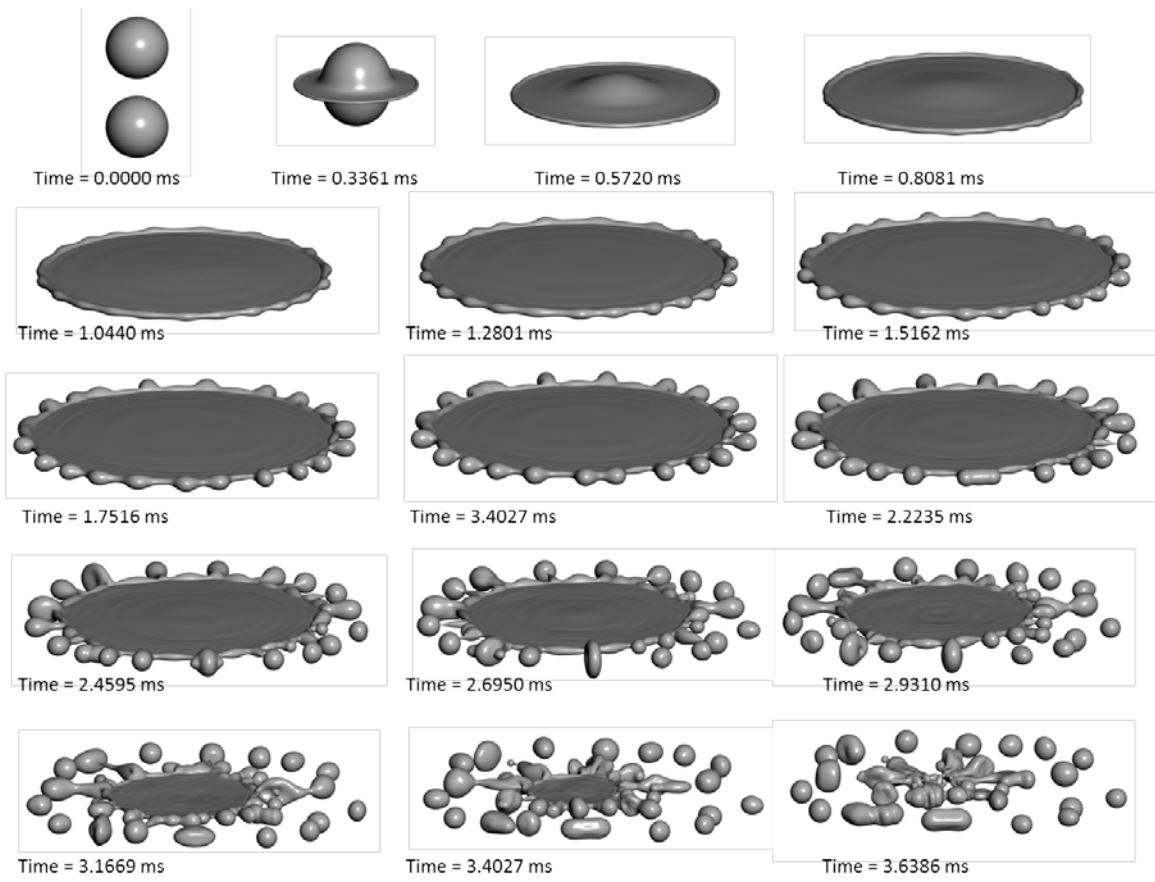 Time = 0.0000 ms
Time = 0.3361 ms
Time = 0.5720 ms
Time = 0.8081 ms
Time = 1.0440 ms
Time = 1.2801 ms
Time = 1.5162 ms
Time = 1.7516 ms
Time = 3.4027 ms
Time = 2.2235 ms
Time = 2.4595 ms
Time = 2.6950 ms
Time = 2.9310 ms
Time = 3.1669 ms
Time = 3.4027 ms
Time = 3.6386 ms